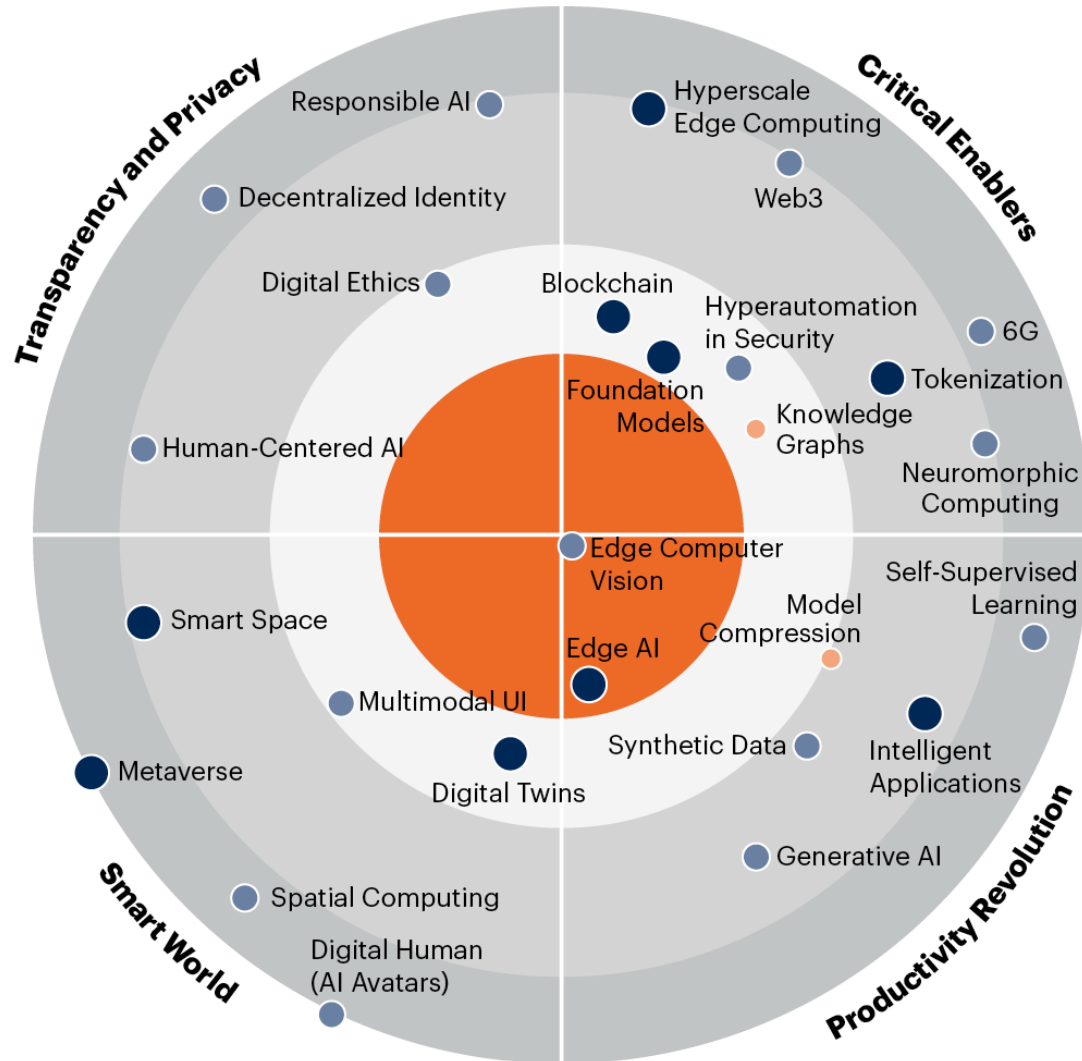 Transparency and Privacy
Responsible AI
Decentralized Identity
Digital Ethics
Human-Centered AI
Critical Enablers
Hyperscale
Edge Computing
Web3
Blockchain
Hyperautomation
in Security
6G
Foundation
Models
Tokenization
Knowledge
Graphs
Neuromorphic
Computing
Smart World
Smart Space
Multimodal UI
Metaverse
Digital Twins
Spatial Computing
Digital Human
(AI Avatars)
Productivity Revolution
Edge Computer
Vision
Self-Supervised
Learning
Model
Compression
Edge AI
Synthetic Data
Intelligent
Applications
Generative AI